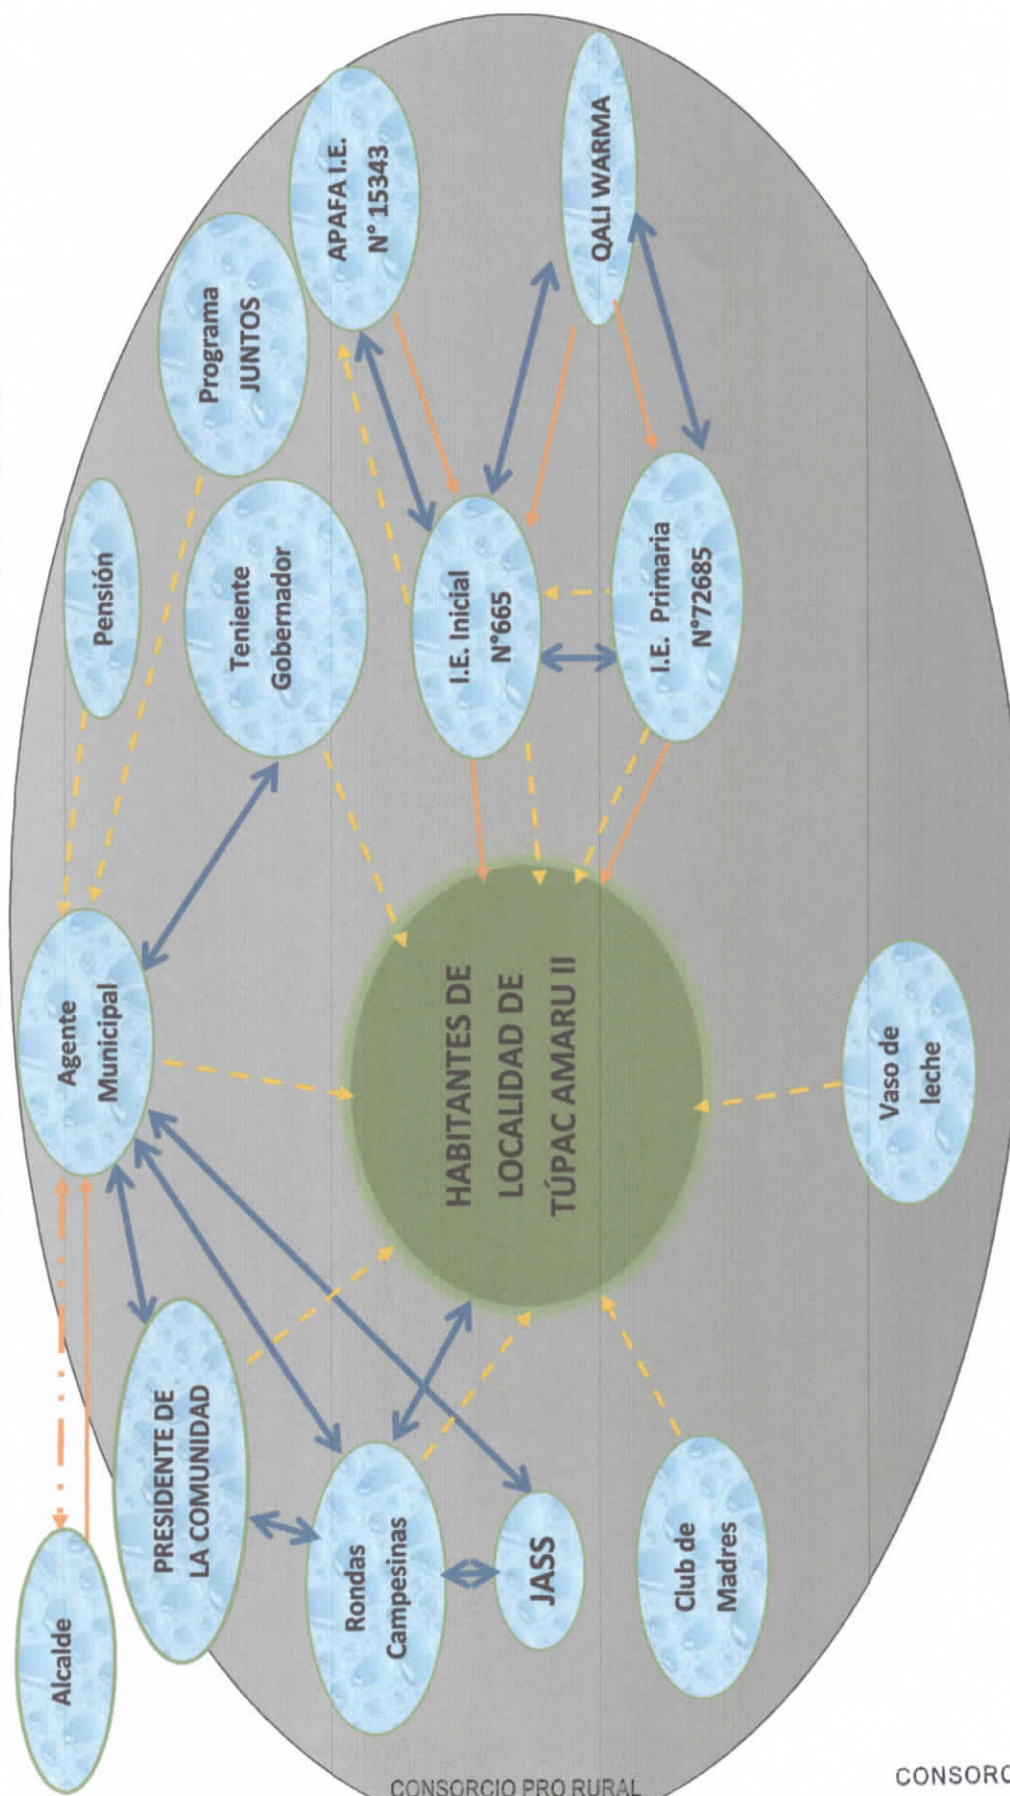 Alcalde
PRESIDENTE DE
LA COMUNIDAD
Rondas
Campesinas
JASS
Club de
Madres
Agente
Municipal
HABITANTES DE
LOCALIDAD DE
TÚPAC AMARU II
Vaso de
leche
Pensión
Teniente
Gobernador
I.E. Inicial
N°665
I.E. Primaria
N°72685
Programa
JUNTOS
APAFA I.E.
N° 15343
QALI WARMA
CONSORCIO PRO RURAL
CONSORC